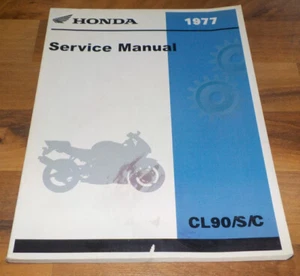 HONDA 1977
Service Manual
CL90/S/C